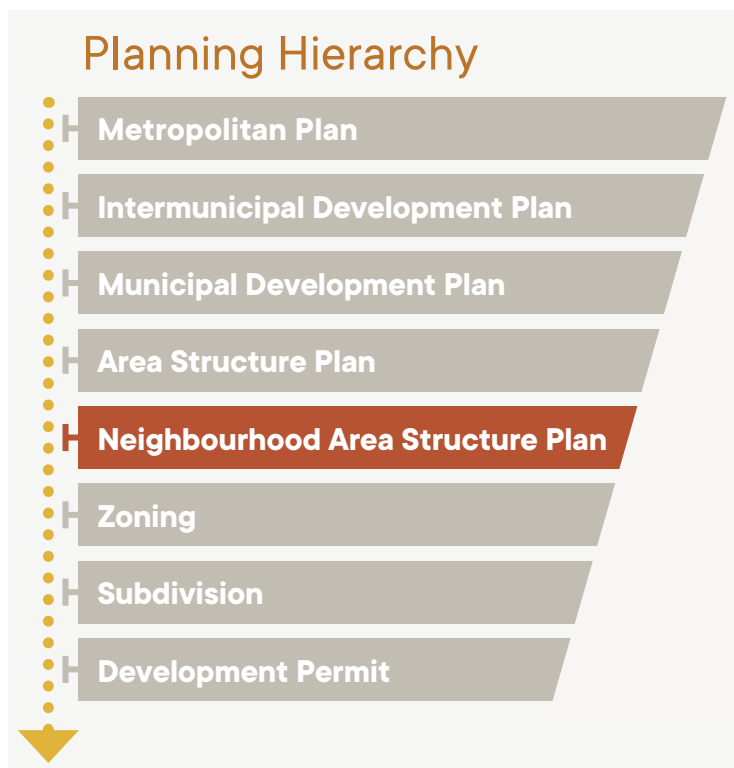 Planning Hierarchy
Metropolitan Plan
Intermunicipal Development Plan
Municipal Development Plan
Area Structure Plan
Neighbourhood Area Structure Plan
Zoning
Subdivision
Development Permit